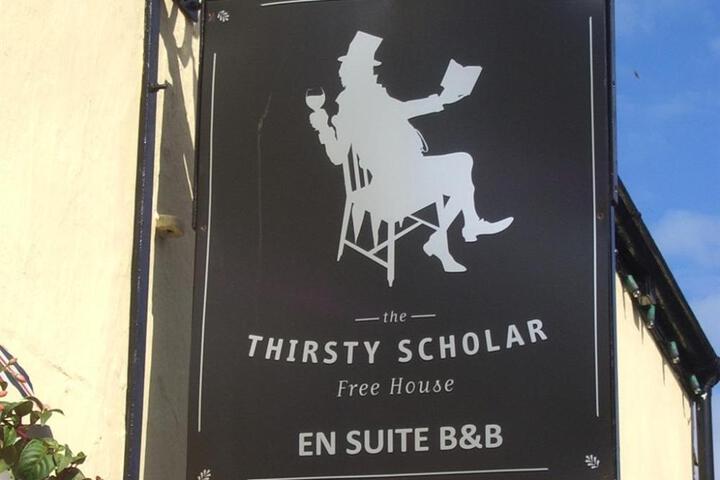 the
THIRSTY SCHOLAR
Free House
EN SUITE B&B